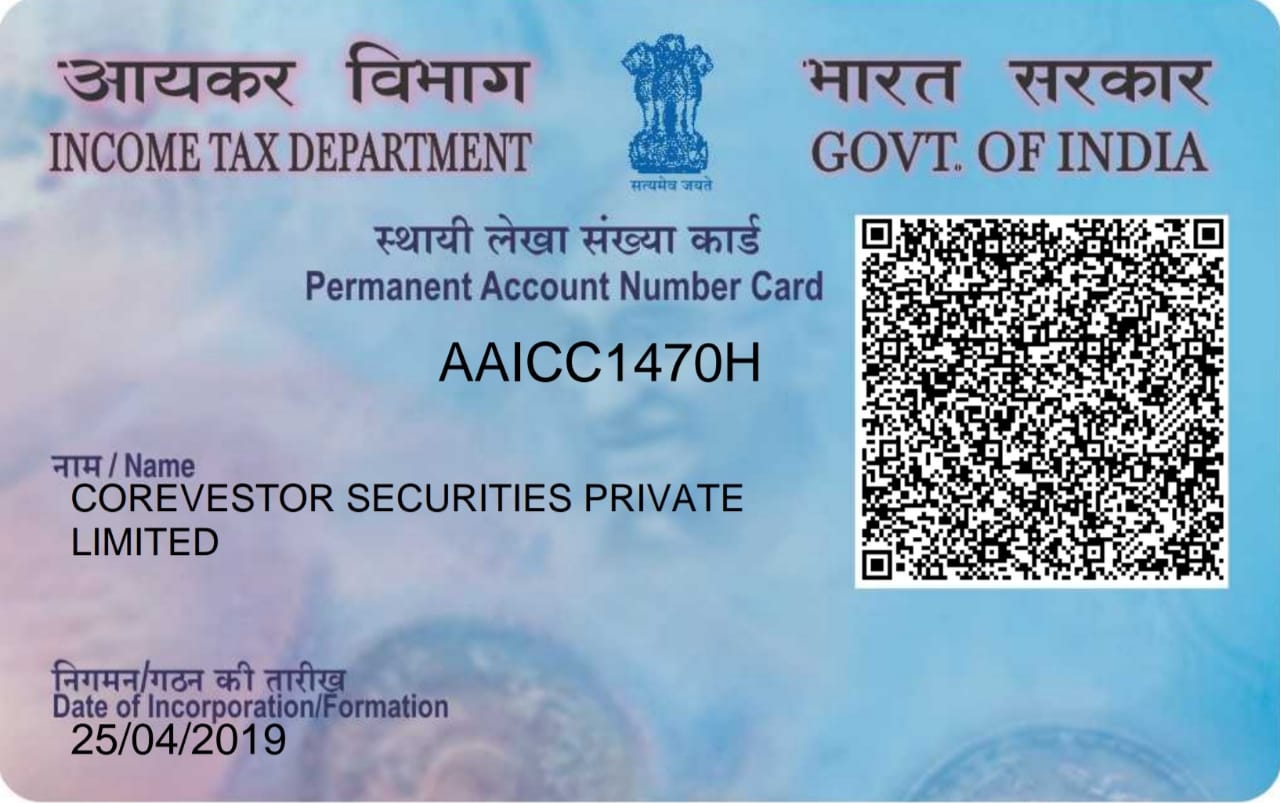 आयकर विभाग
INCOME TAX DEPARTMENT
सत्यमेव जयते
भारत सरकार
GOVT. OF INDIA
स्थायी लेखा संख्या कार्ड
Permanent Account Number Card
AAICC1470H
नाम / Name
COREVESTOR SECURITIES PRIVATE
LIMITED
निगमन/गठन की तारीख
Date of Incorporation/Formation
25/04/2019